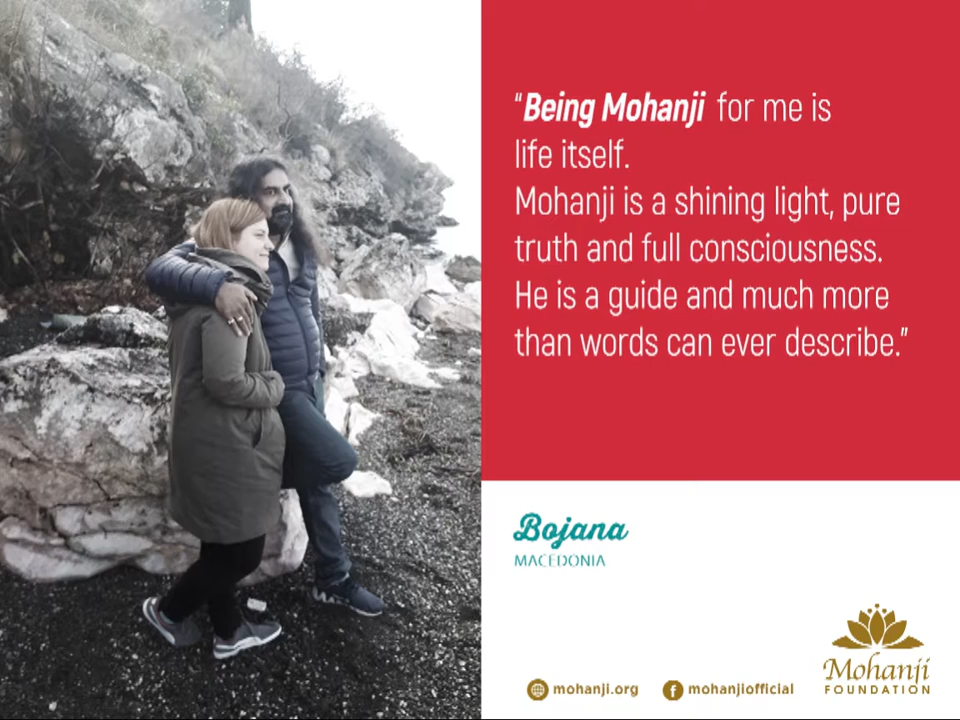 “Being Mohanji for me is
life itself.
Mohanji is a shining light, pure
truth and full consciousness.
He is a guide and much more
than words can ever describe.”
Bojana
MACEDONIA
mohanji.org
mohanjiofficial
Mohanji
FOUNDATION